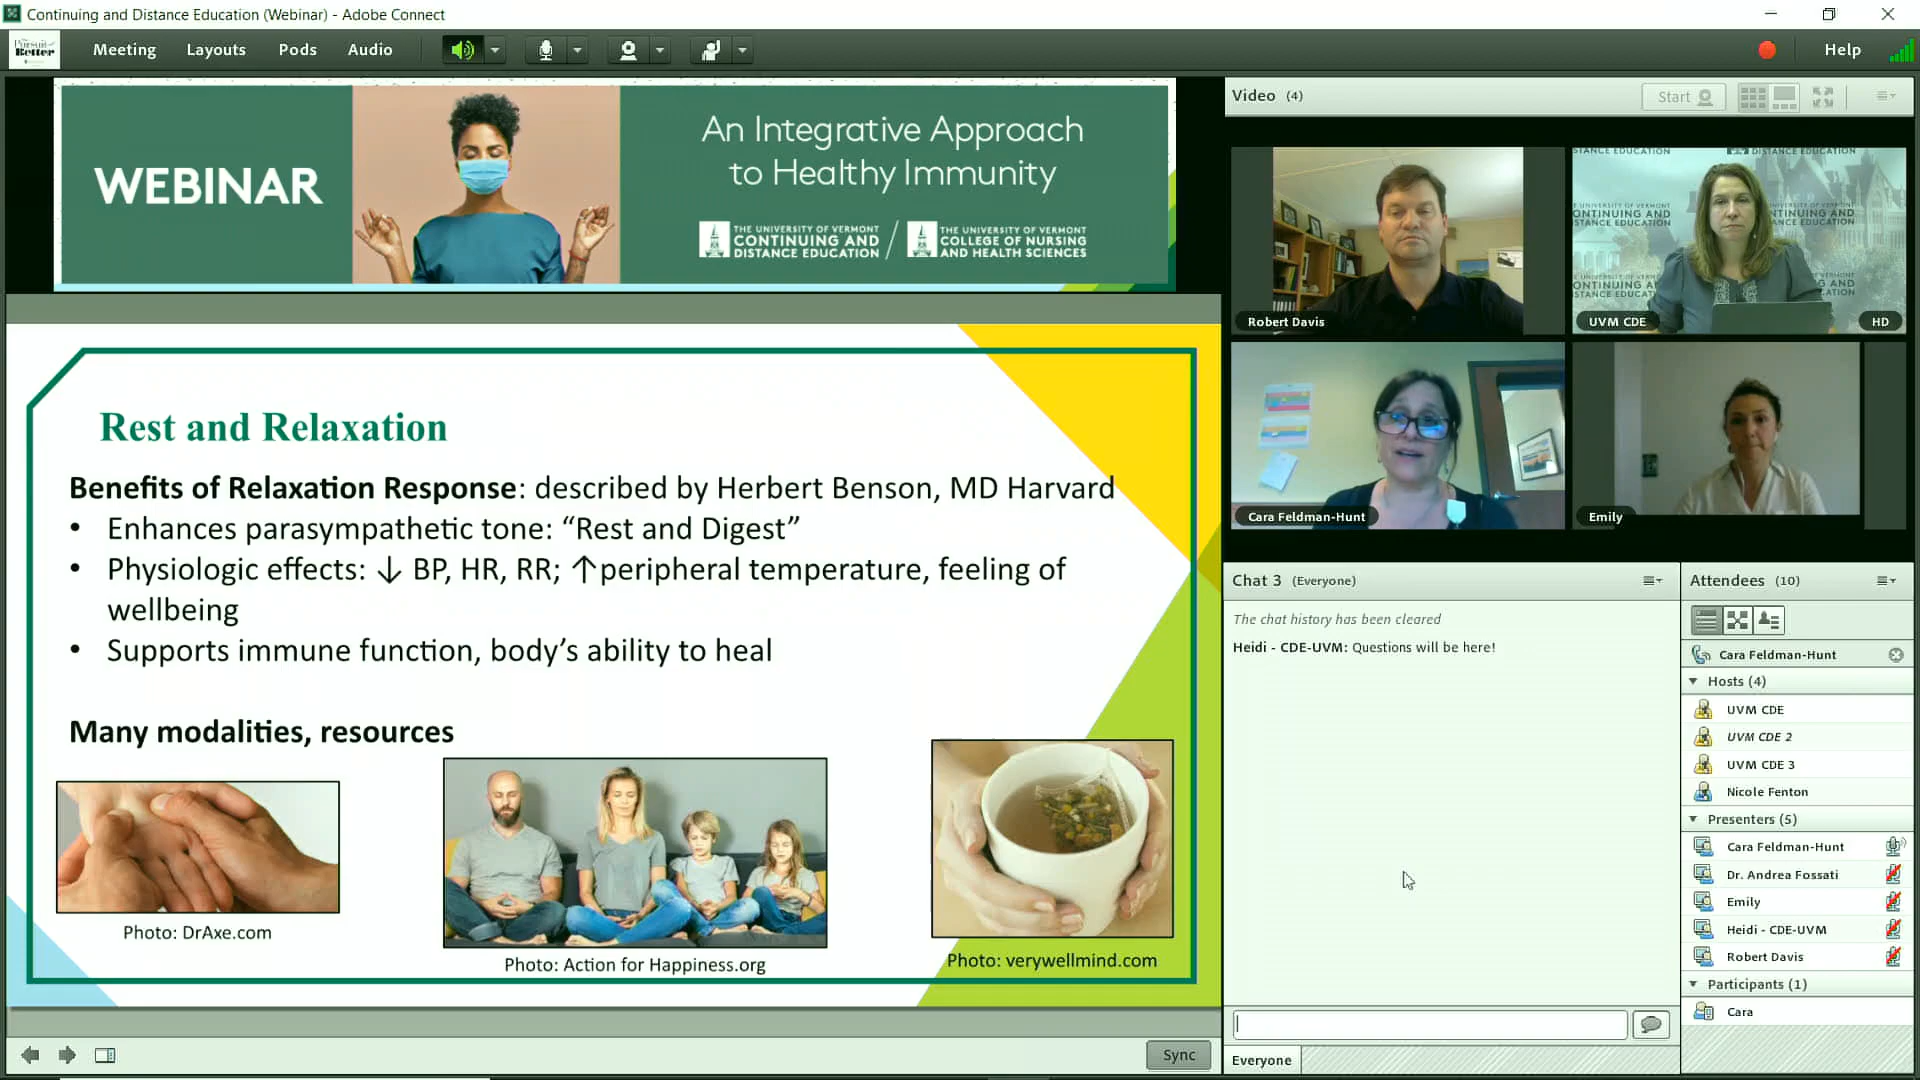 Continuing and Distance Education (Webinar) - Adobe Connect
Pursuit of
Better
Meeting
Layouts
Pods
Audio
Help
WEBINAR
An Integrative Approach
to Healthy Immunity
THE UNIVERSITY OF VERMONT
CONTINUING AND
DISTANCE EDUCATION
THE UNIVERSITY OF VERMONT
COLLEGE OF NURSING
AND HEALTH SCIENCES
Rest and Relaxation
Benefits of Relaxation Response: described by Herbert Benson, MD Harvard
• Enhances parasympathetic tone: “Rest and Digest”
• Physiologic effects: ↓ BP, HR, RR; ↑peripheral temperature, feeling of
wellbeing
• Supports immune function, body’s ability to heal
Many modalities, resources
Photo: DrAxe.com
Photo: Action for Happiness.org
Photo: verywellmind.com
Sync
Video (4)
Start
Robert Davis
UVM CDE
HD
Cara Feldman-Hunt
Emily
Chat 3 (Everyone)
The chat history has been cleared
Heidi - CDE-UVM: Questions will be here!
Everyone
Attendees (10)
Cara Feldman-Hunt
Hosts (4)
UVM CDE
UVM CDE 2
UVM CDE 3
Nicole Fenton
Presenters (5)
Cara Feldman-Hunt
Dr. Andrea Fossati
Emily
Heidi - CDE-UVM
Robert Davis
Participants (1)
Cara